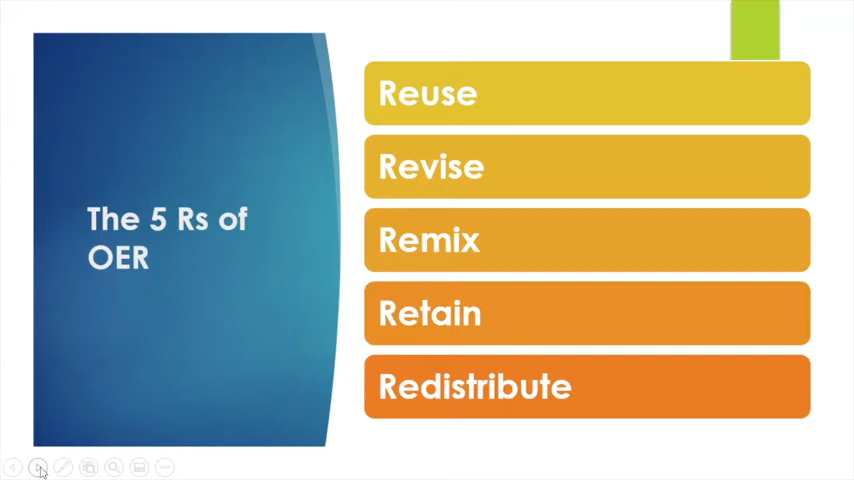 The 5 Rs of
OER
Reuse
Revise
Remix
Retain
Redistribute